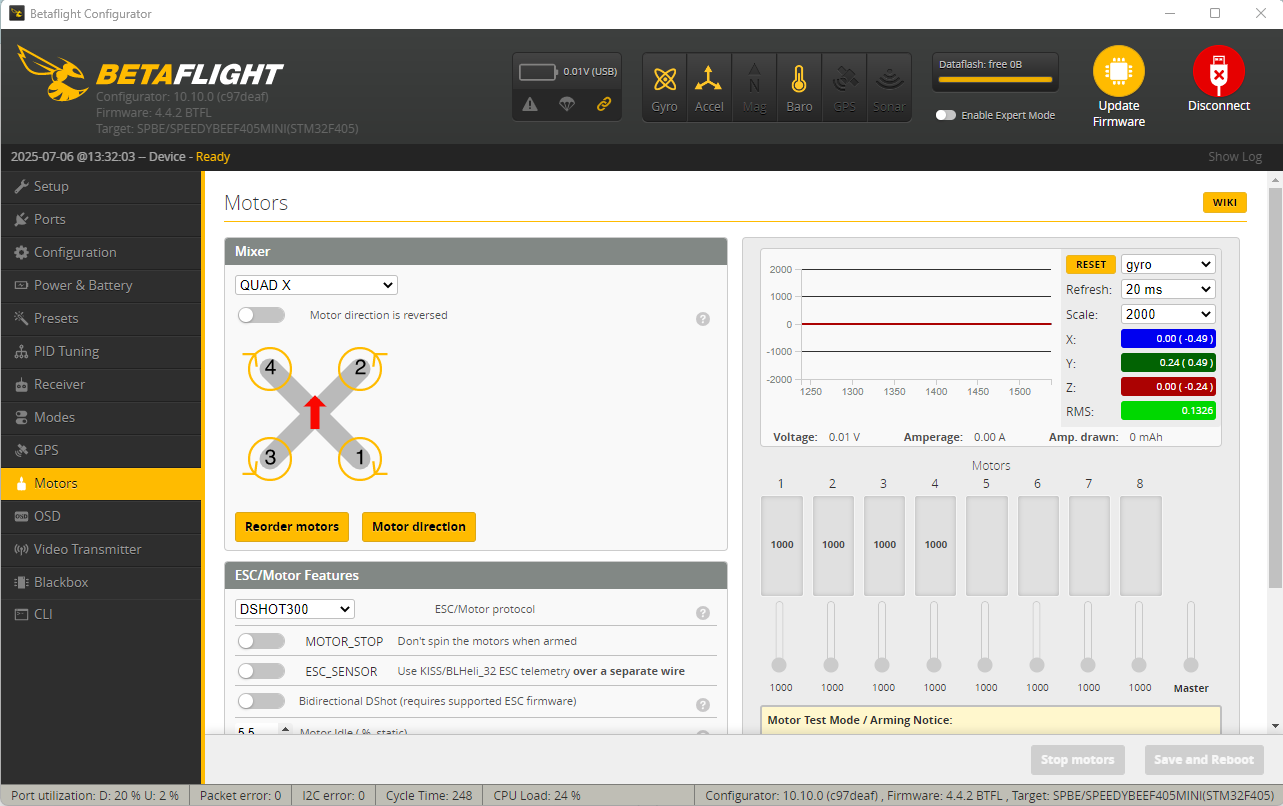 Betaflight Configurator
BETAFLIGHT
Configurator: 10.10.0 (c97deaf)
Firmware: 4.4.2 BTFL
Target: SPBE/SPEEDYBEEF405MINI(STM32F405)
0.01V (USB)
Gyro Accel Mag Baro GPS Sonar
Dataflash: free 0B
Enable Expert Mode
Update
Firmware
Disconnect
2025-07-06 @13:32:03 -- Device - Ready
Show Log
Setup
Ports
Configuration
Power & Battery
Presets
PID Tuning
Receiver
Modes
GPS
Motors
OSD
Video Transmitter
Blackbox
CLI
Motors
WIKI
Mixer
QUAD X
Motor direction is reversed
?
4 2
3 1
Reorder motors Motor direction
ESC/Motor Features
DSHOT300 ESC/Motor protocol ?
MOTOR_STOP Don't spin the motors when armed
ESC_SENSOR Use KISS/BLHeli_32 ESC telemetry over a separate wire
Bidirectional DShot (requires supported ESC firmware) ?
5.5 Motor Idle ( %, static)
2000
1000
0
-1000
-2000
1250 1300 1350 1400 1450 1500
RESET gyro
Refresh: 20 ms
Scale: 2000
X: 0.00 ( -0.49 )
Y: 0.24 ( 0.49 )
Z: 0.00 ( -0.24 )
RMS: 0.1326
Voltage: 0.01 V Amperage: 0.00 A Amp. drawn: 0 mAh
Motors
1 2 3 4 5 6 7 8
1000 1000 1000 1000
1000 1000 1000 1000 1000 1000 1000 1000 Master
Motor Test Mode / Arming Notice:
Stop motors Save and Reboot
Port utilization: D: 20 % U: 2 % Packet error: 0 I2C error: 0 Cycle Time: 248 CPU Load: 24 % Configurator: 10.10.0 (c97deaf) , Firmware: 4.4.2 BTFL , Target: SPBE/SPEEDYBEEF405MINI(STM32F405)